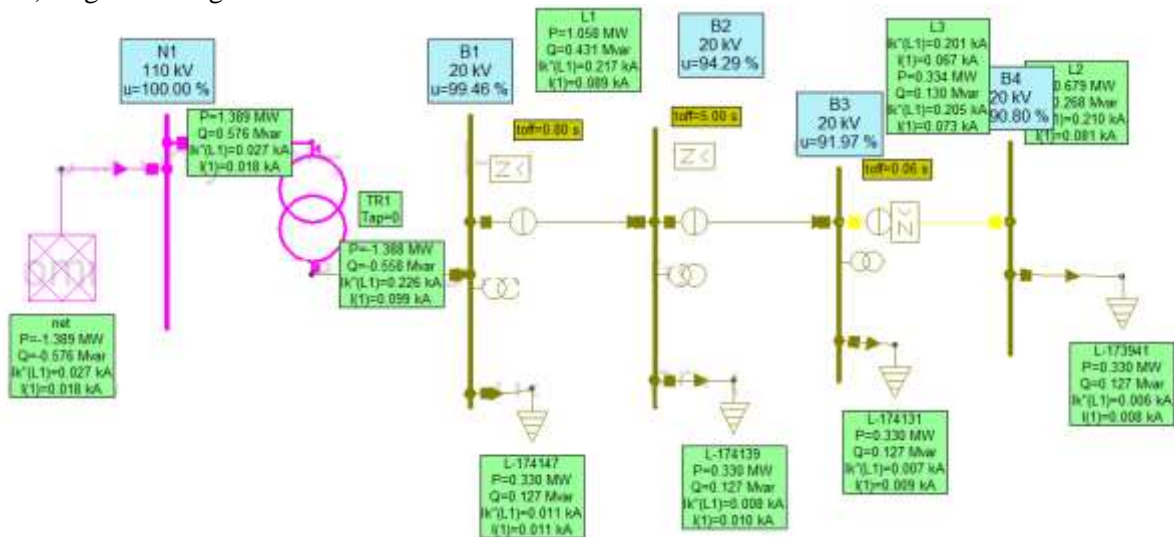 N1
110 kV
u=100.00 %
P=1.389 MW
Q=0.576 Mvar
Ik"(L1)=0.027 kA
I(1)=0.018 kA
TR1
Tap=0
P=-1.388 MW
Q=-0.558 Mvar
Ik"(L1)=0.226 kA
I(1)=0.099 kA
net
P=-1.389 MW
Q=-0.576 Mvar
Ik"(L1)=0.027 kA
I(1)=0.018 kA
B1
20 kV
u=99.46 %
L1
P=1.058 MW
Q=0.431 Mvar
Ik"(L1)=0.217 kA
I(1)=0.089 kA
toff=0.80 s
Z<
B2
20 kV
u=94.29 %
toff=5.00 s
Z<
B3
20 kV
u=91.97 %
L3
Ik"(L1)=0.201 kA
I(1)=0.067 kA
P=0.334 MW
Q=0.130 Mvar
Ik"(L1)=0.205 kA
I(1)=0.073 kA
toff=0.06 s
B4
20 kV
90.80 %
L2
0.679 MW
0.268 Mvar
(L1)=0.210 kA
I(1)=0.081 kA
L-174147
P=0.330 MW
Q=0.127 Mvar
Ik"(L1)=0.011 kA
I(1)=0.011 kA
L-174139
P=0.330 MW
Q=0.127 Mvar
Ik"(L1)=0.008 kA
I(1)=0.010 kA
L-174131
P=0.330 MW
Q=0.127 Mvar
Ik"(L1)=0.007 kA
I(1)=0.009 kA
L-173941
P=0.330 MW
Q=0.127 Mvar
Ik"(L1)=0.006 kA
I(1)=0.008 kA